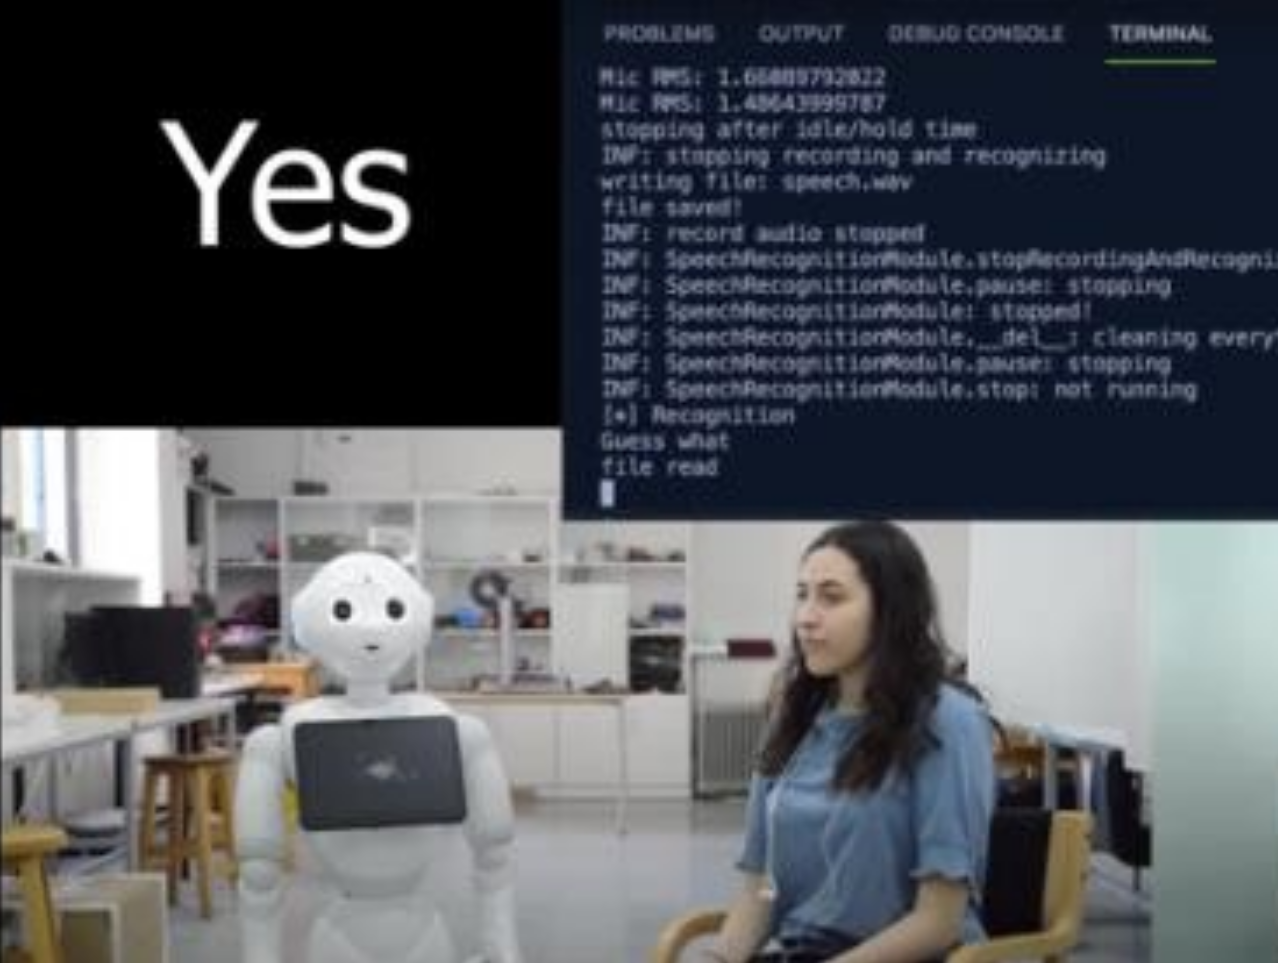 Yes
PROBLEMS OUTPUT DEBUG CONSOLE TERMINAL
Mic RMS:
Mic RMS: 1.48643999787
stopping after idle/hold time
INF: stopping recording and recognizing
writing file: speech.wav
file saved!
INF: record audio stopped
INF: SpeechRecognitionModule.stopRecordingAndRecogni
INF: SpeechRecognitionModule.pause: stopping
INF: SpeechRecognitionModule: stopped!
INF: SpeechRecognitionModule.__del__: cleaning every
INF: SpeechRecognitionModule.pause: stopping
INF: SpeechRecognitionModule.stop: not running
[*] Recognition
Guess what
file read